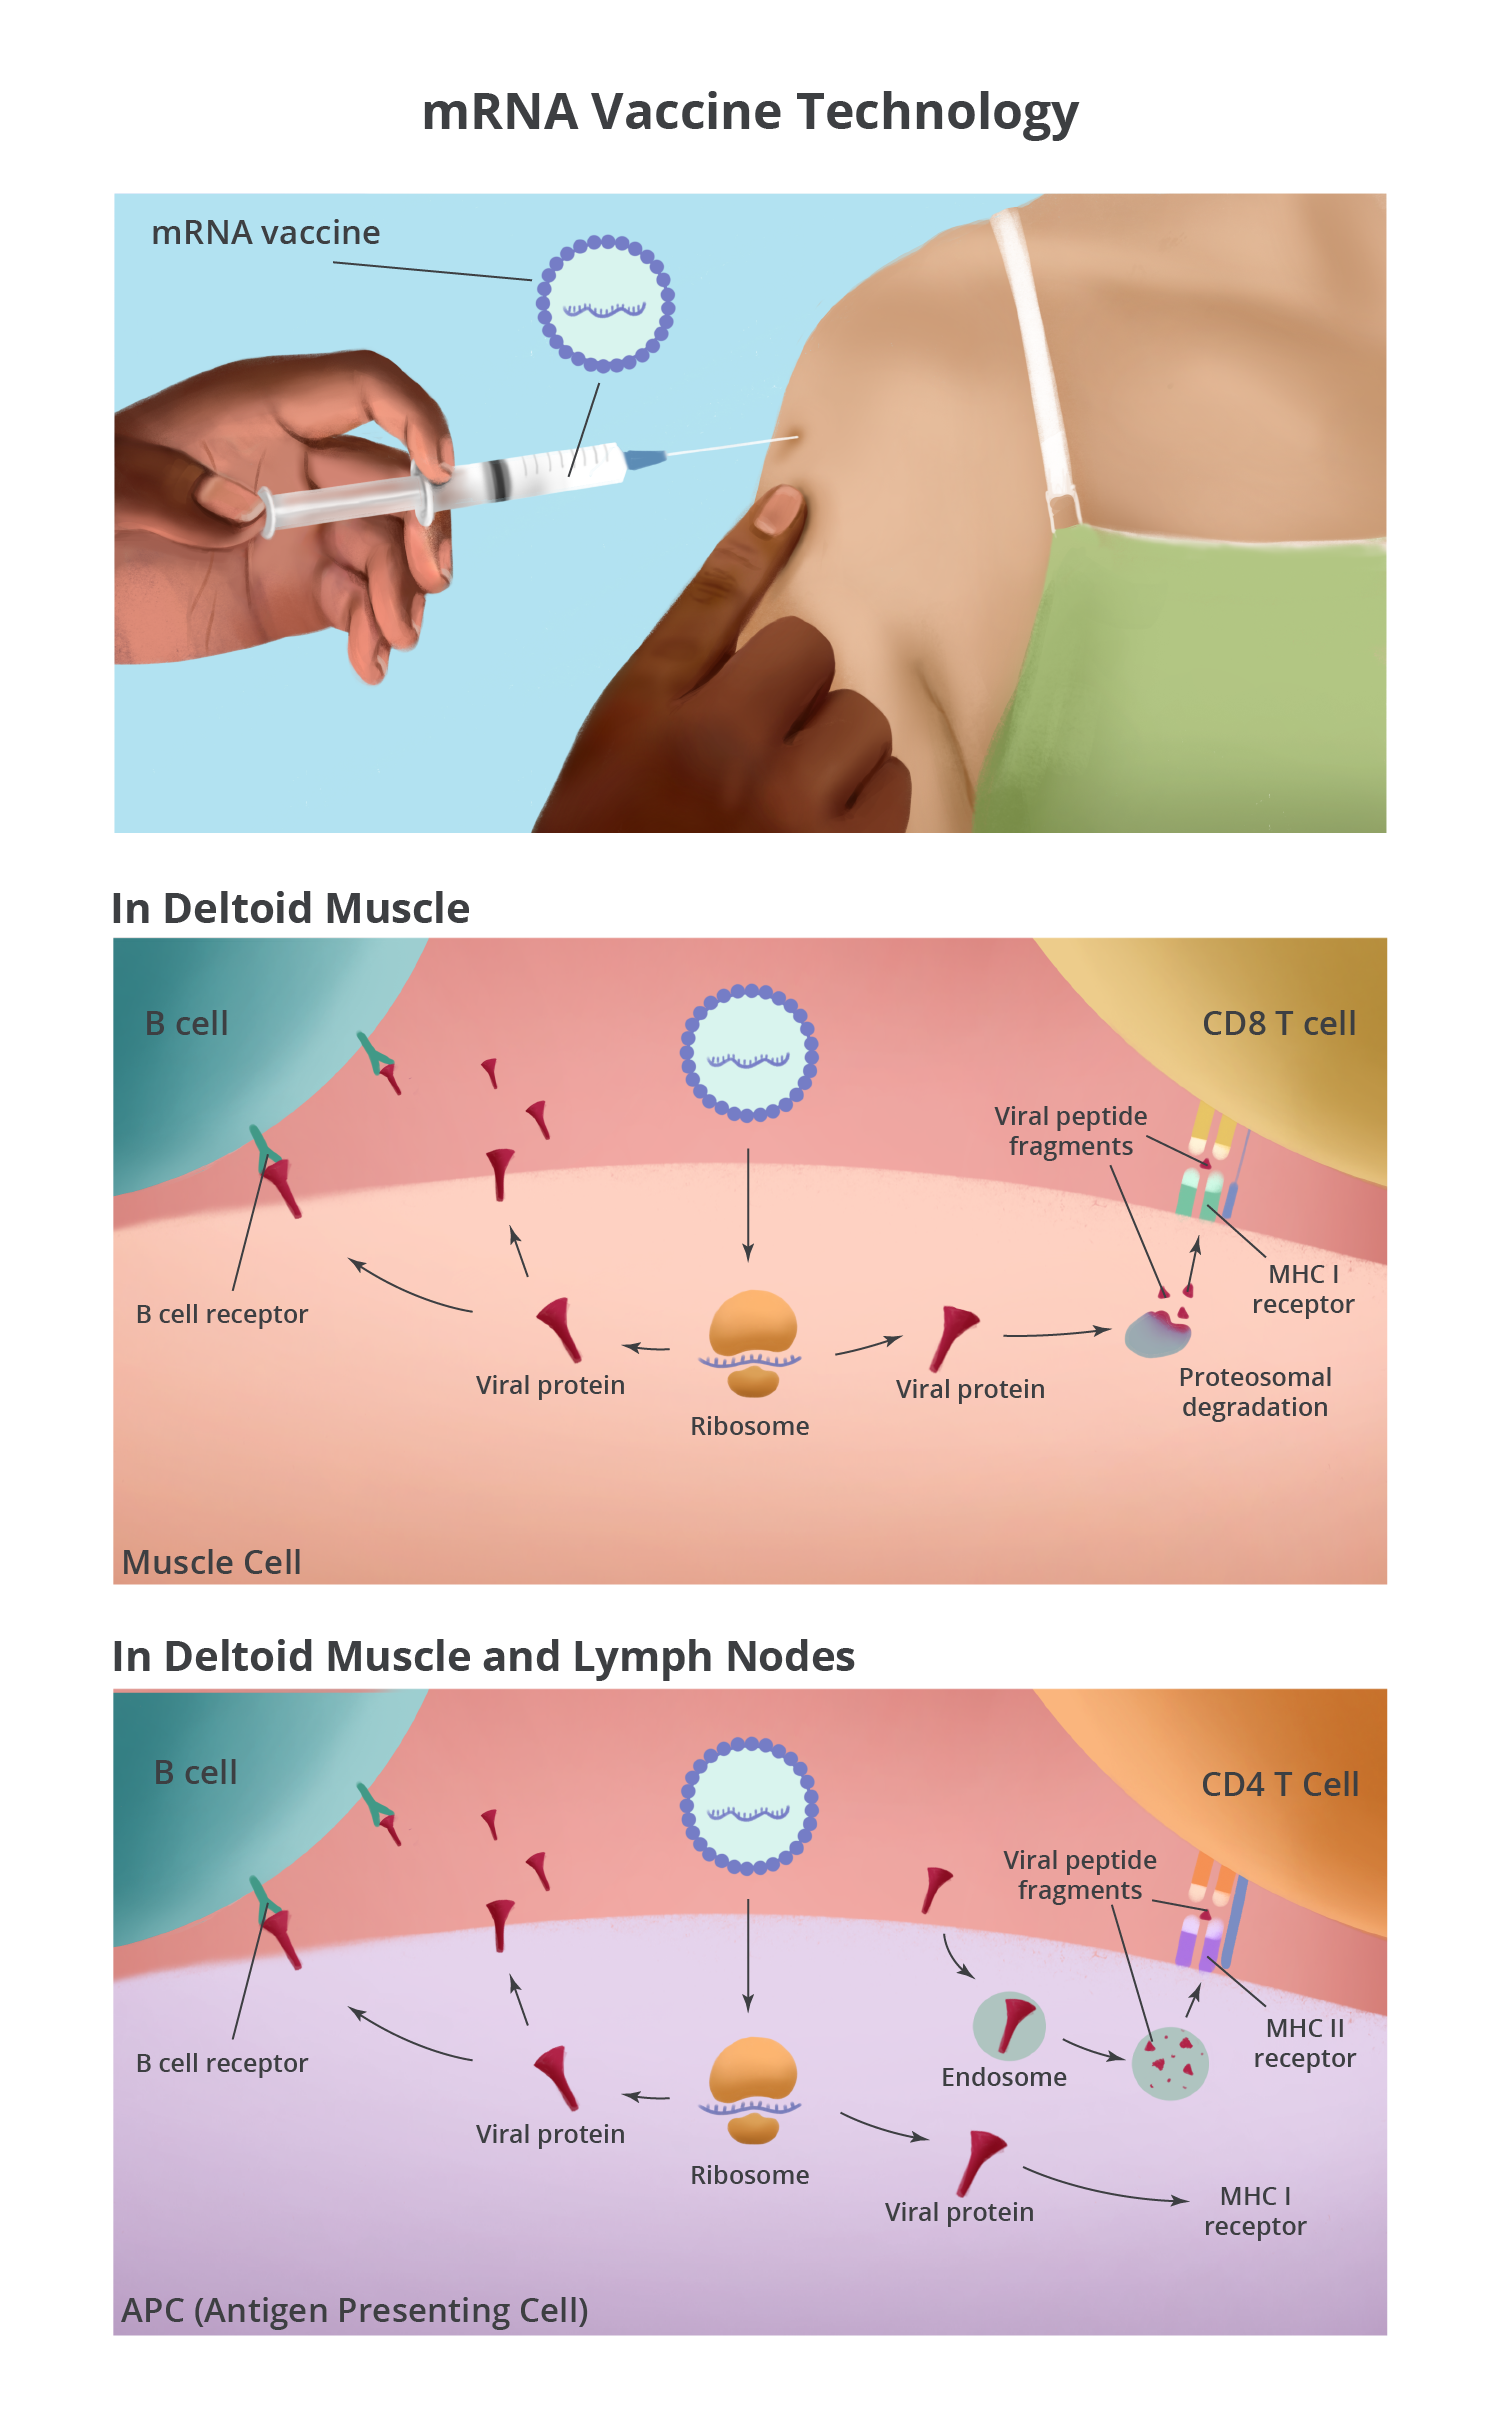 mRNA Vaccine Technology
mRNA vaccine
In Deltoid Muscle
B cell
CD8 T cell
Viral peptide
fragments
MHC I
receptor
B cell receptor
Viral protein
Ribosome
Viral protein
Proteosomal
degradation
Muscle Cell
In Deltoid Muscle and Lymph Nodes
B cell
CD4 T Cell
Viral peptide
fragments
MHC II
receptor
B cell receptor
Endosome
Viral protein
Ribosome
Viral protein
MHC I
receptor
APC (Antigen Presenting Cell)